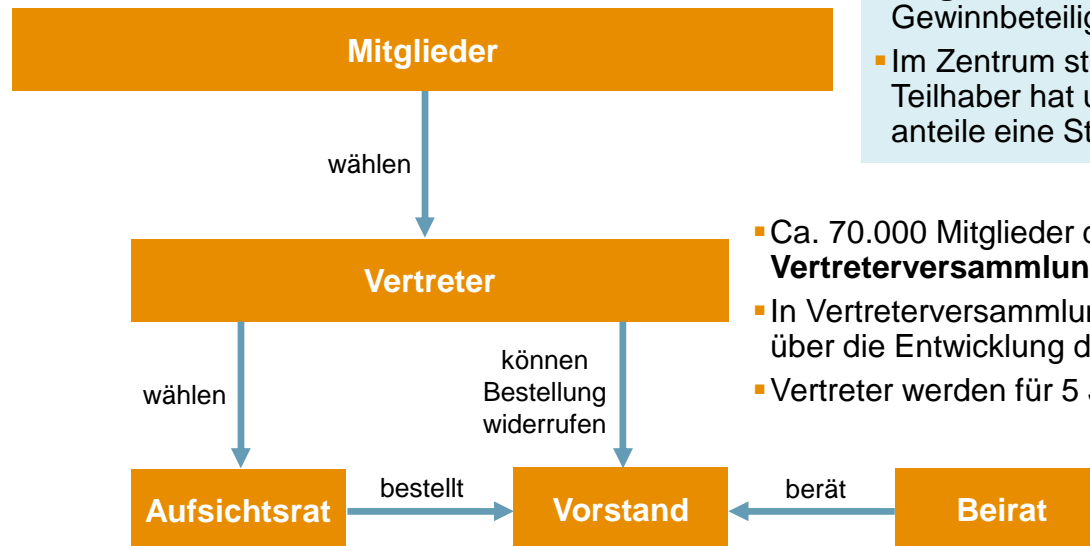 Gewinnbeteilig
Im Zentrum st
Teilhaber hat
anteile eine St
Mitglieder
wählen
Ca. 70.000 Mitglieder
Vertreterversammlun
In Vertreterversammlu
über die Entwicklung d
Vertreter werden für 5
Vertreter
wählen
können
Bestellung
widerrufen
Aufsichtsrat
bestellt
Vorstand
berät
Beirat